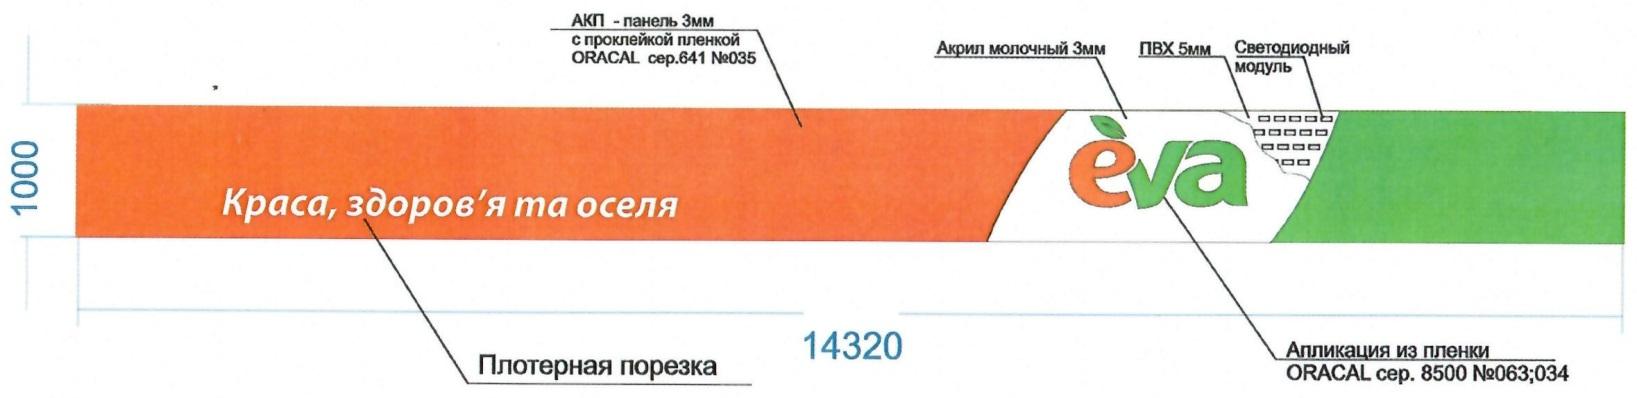 АКП - панель 3мм
с проклейкой пленкой
ORACAL сер.641 №035
Акрил молочный 3мм
ПВХ 5мм
Светодиодный
модуль
1000
Краса, здоров’я та оселя
eva
14320
Плотерная порезка
Апликация из пленки
ORACAL сер. 8500 №063;034